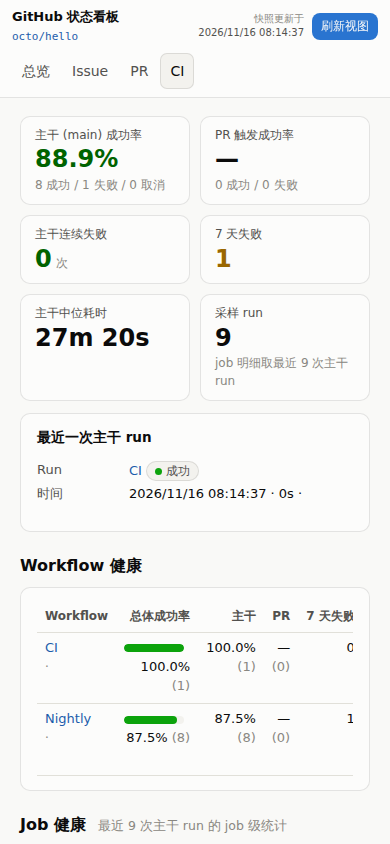 GitHub 状态看板
octo/hello
快照更新于
2026/11/16 08:14:37
刷新视图
总览 Issue PR CI
主干 (main) 成功率
88.9%
8 成功 / 1 失败 / 0 取消
PR 触发成功率
—
0 成功 / 0 失败
主干连续失败
0 次
7 天失败
1
主干中位耗时
27m 20s
采样 run
9
job 明细取最近 9 次主干
run
最近一次主干 run
Run CI 成功
时间 2026/11/16 08:14:37 · 0s ·
Workflow 健康
Workflow 总体成功率 主干 PR 7 天失败
CI 100.0% — 0
· 100.0% (1) (0)
(1)
Nightly 87.5% — 1
· 87.5% (8) (8) (0)
Job 健康 最近 9 次主干 run 的 job 级统计